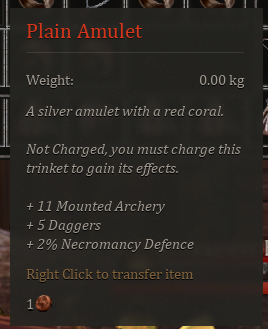 Plain Amulet
Weight: 0.00 kg
A silver amulet with a red coral.
Not Charged, you must charge this
trinket to gain its effects.
+ 11 Mounted Archery
+ 5 Daggers
+ 2% Necromancy Defence
Right Click to transfer item
1